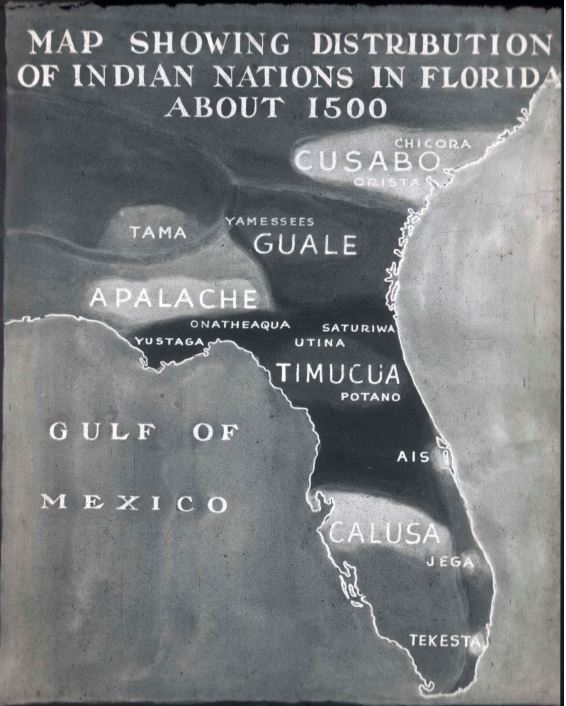 MAP SHOWING DISTRIBUTION
OF INDIAN NATIONS IN FLORIDA
ABOUT 1500
CHICORA
CUSABO
ORISTA
TAMA
YAMESSEES
GUALE
APALACHE
ONATHEAQUA
SATURIWA
YUSTAGA
UTINA
TIMUCUA
POTANO
GULF OF
AIS
MEXICO
CALUSA
JEGA
TEKESTA